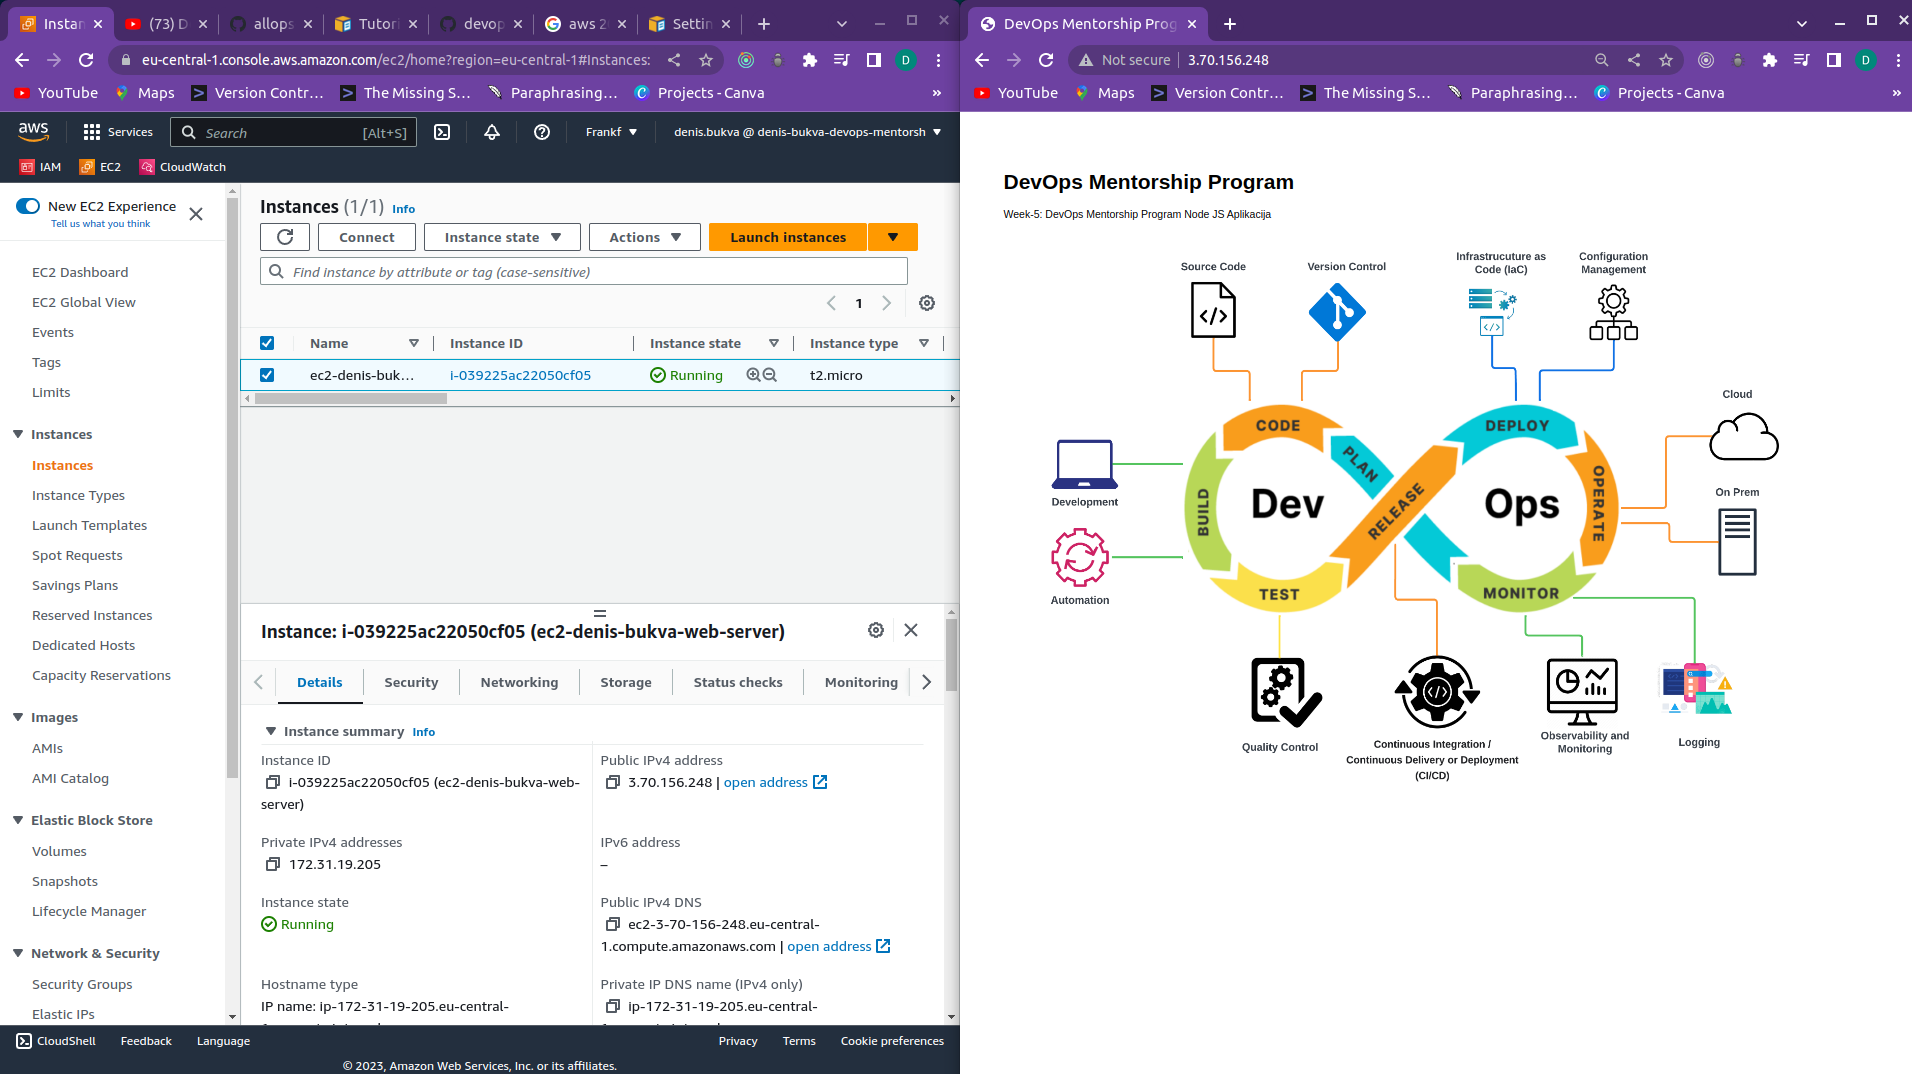 Instan
(73) D
allops
Tutori
devop
aws 2
Settin
eu-central-1.console.aws.amazon.com/ec2/home?region=eu-central-1#Instances:
D
YouTube
Maps
Version Contr...
The Missing S...
Paraphrasing...
Projects - Canva
»
aws
Services
Search
[Alt+S]
Frankf
denis.bukva @ denis-bukva-devops-mentorsh
IAM
EC2
CloudWatch
New EC2 Experience
Tell us what you think
EC2 Dashboard
EC2 Global View
Events
Tags
Limits
Instances
Instances
Instance Types
Launch Templates
Spot Requests
Savings Plans
Reserved Instances
Dedicated Hosts
Capacity Reservations
Images
AMIs
AMI Catalog
Elastic Block Store
Volumes
Snapshots
Lifecycle Manager
Network & Security
Security Groups
Elastic IPs
Instances (1/1) Info
Connect
Instance state
Actions
Launch instances
Find instance by attribute or tag (case-sensitive)
1
Name
Instance ID
Instance state
Instance type
ec2-denis-buk...
i-039225ac22050cf05
Running
t2.micro
Instance: i-039225ac22050cf05 (ec2-denis-bukva-web-server)
Details
Security
Networking
Storage
Status checks
Monitoring
Instance summary Info
Instance ID
i-039225ac22050cf05 (ec2-denis-bukva-web-
server)
Public IPv4 address
3.70.156.248 | open address
Private IPv4 addresses
172.31.19.205
IPv6 address
–
Instance state
Running
Public IPv4 DNS
ec2-3-70-156-248.eu-central-
1.compute.amazonaws.com | open address
Hostname type
IP name: ip-172-31-19-205.eu-central-
Private IP DNS name (IPv4 only)
ip-172-31-19-205.eu-central-
CloudShell
Feedback
Language
Privacy
Terms
Cookie preferences
© 2023, Amazon Web Services, Inc. or its affiliates.
DevOps Mentorship Prog
Not secure
3.70.156.248
D
YouTube
Maps
Version Contr...
The Missing S...
Paraphrasing...
Projects - Canva
»
DevOps Mentorship Program
Week-5: DevOps Mentorship Program Node JS Aplikacija
Source Code
Version Control
Infrastrucuture as
Code (IaC)
Configuration
Management
Cloud
On Prem
Development
Automation
CODE
PLAN
BUILD
TEST
RELEASE
DEPLOY
OPERATE
MONITOR
Dev
Ops
Quality Control
Continuous Integration /
Continuous Delivery or Deployment
(CI/CD)
Observability and
Monitoring
Logging